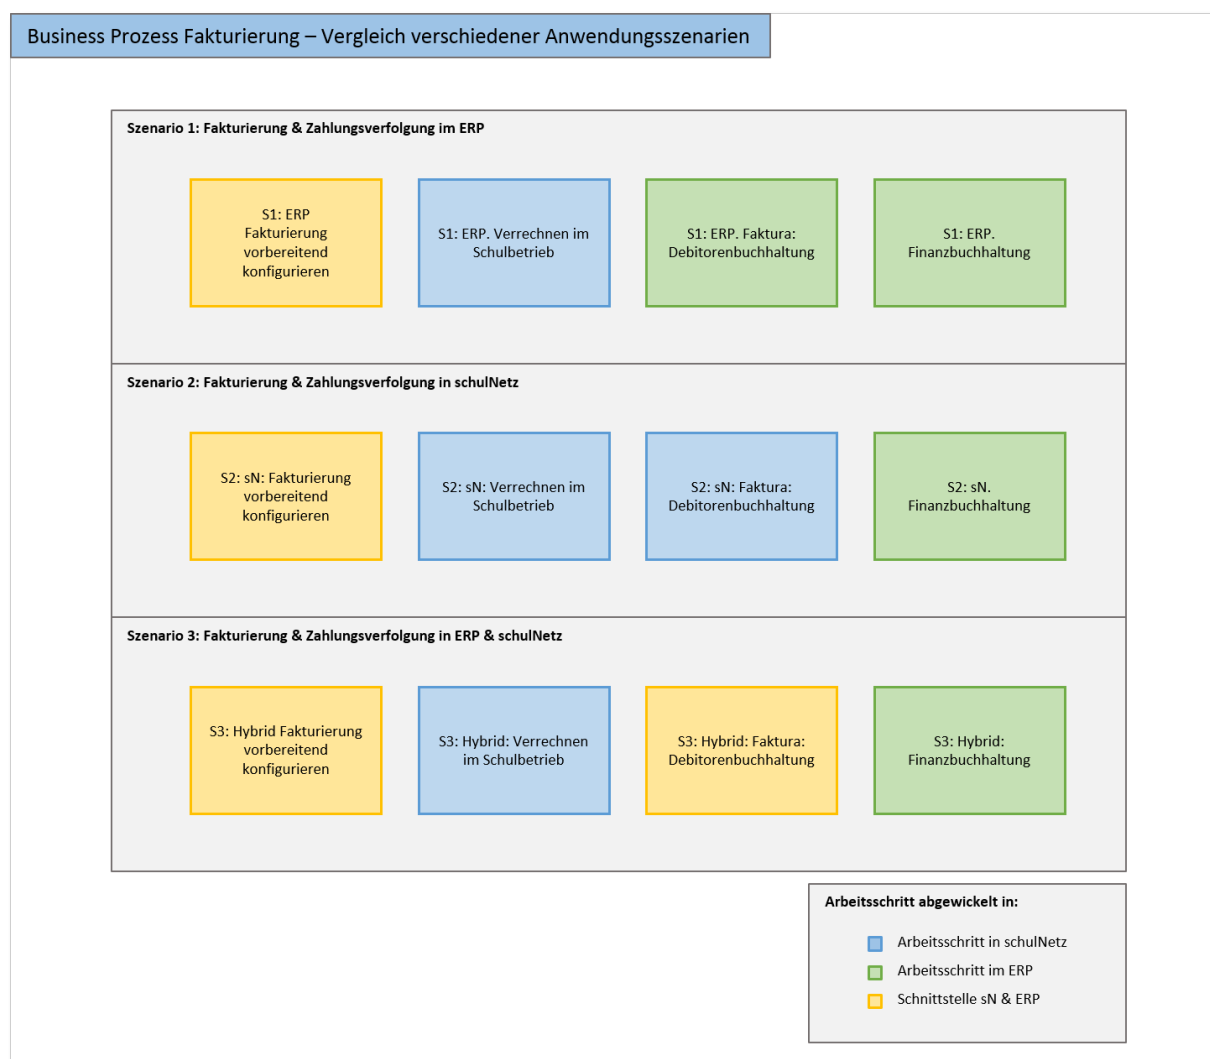 Business Prozess Fakturierung – Vergleich verschiedener Anwendungsszenarien
Szenario 1: Fakturierung & Zahlungsverfolgung im ERP
S1: ERP
Fakturierung
vorbereitend
konfigurieren
S1: ERP. Verrechnen im
Schulbetrieb
S1: ERP. Faktura:
Debitorenbuchhaltung
S1: ERP.
Finanzbuchhaltung
Szenario 2: Fakturierung & Zahlungsverfolgung in schulNetz
S2: sN: Fakturierung
vorbereitend
konfigurieren
S2: sN: Verrechnen im
Schulbetrieb
S2: sN: Faktura:
Debitorenbuchhaltung
S2: sN.
Finanzbuchhaltung
Szenario 3: Fakturierung & Zahlungsverfolgung in ERP & schulNetz
S3: Hybrid Fakturierung
vorbereitend
konfigurieren
S3: Hybrid: Verrechnen
im Schulbetrieb
S3: Hybrid: Faktura:
Debitorenbuchhaltung
S3: Hybrid:
Finanzbuchhaltung
Arbeitsschritt abgewickelt in:
Arbeitsschritt in schulNetz
Arbeitsschritt im ERP
Schnittstelle sN & ERP